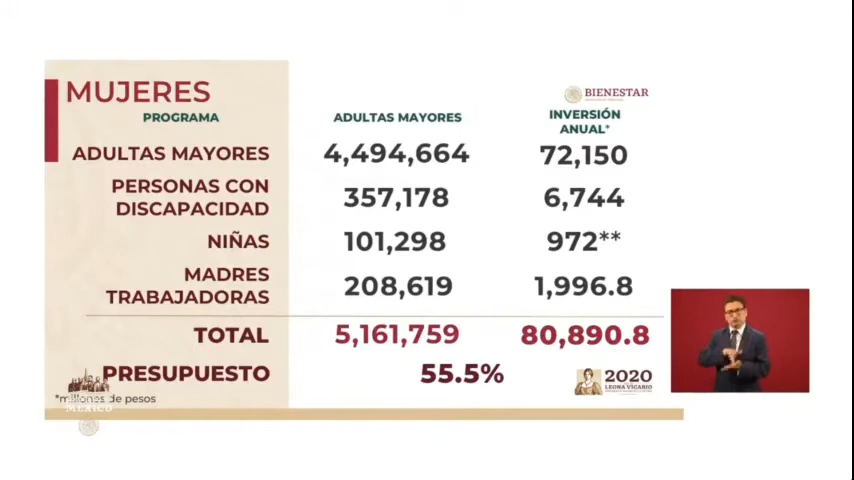 MUJERES
BIENESTAR
PROGRAMA ADULTAS MAYORES INVERSIÓN
ANUAL*
ADULTAS MAYORES 4,494,664 72,150
PERSONAS CON
DISCAPACIDAD 357,178 6,744
NIÑAS 101,298 972**
MADRES
TRABAJADORAS 208,619 1,996.8
TOTAL 5,161,759 80,890.8
PRESUPUESTO 55.5%
2020
LEONA VICARIO
*millones de pesos
MÉXICO